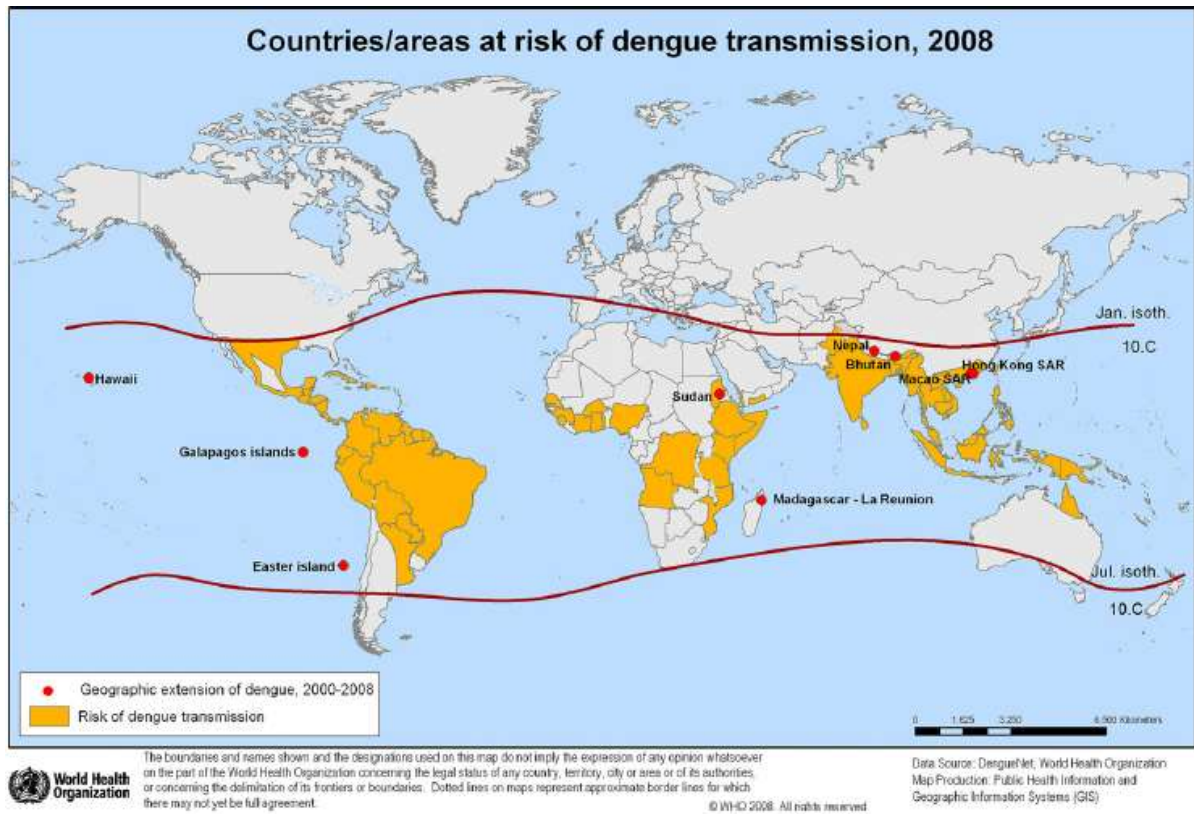 Countries/areas at risk of dengue transmission, 2008
Jan. isoth.
10.C
Nepal
Bhutan
Hong Kong SAR
Macao SAR
Hawaii
Sudan
Galapagos islands
Madagascar - La Reunion
Easter island
Jul. isoth.
10.C
Geographic extension of dengue, 2000-2008
Risk of dengue transmission
0 1,625 3,250 6,500 Kilometers
World Health
Organization
The boundaries and names shown and the designations used on this map do not imply the expression of any opinion whatsoever
on the part of the World Health Organization concerning the legal status of any country, territory, city or area or of its authorities,
or concerning the delimitation of its frontiers or boundaries. Dotted lines on maps represent approximate border lines for which
there may not yet be full agreement.
© WHO 2008. All rights reserved
Data Source: DengueNet, World Health Organization
Map Production: Public Health Information and
Geographic Information Systems (GIS)